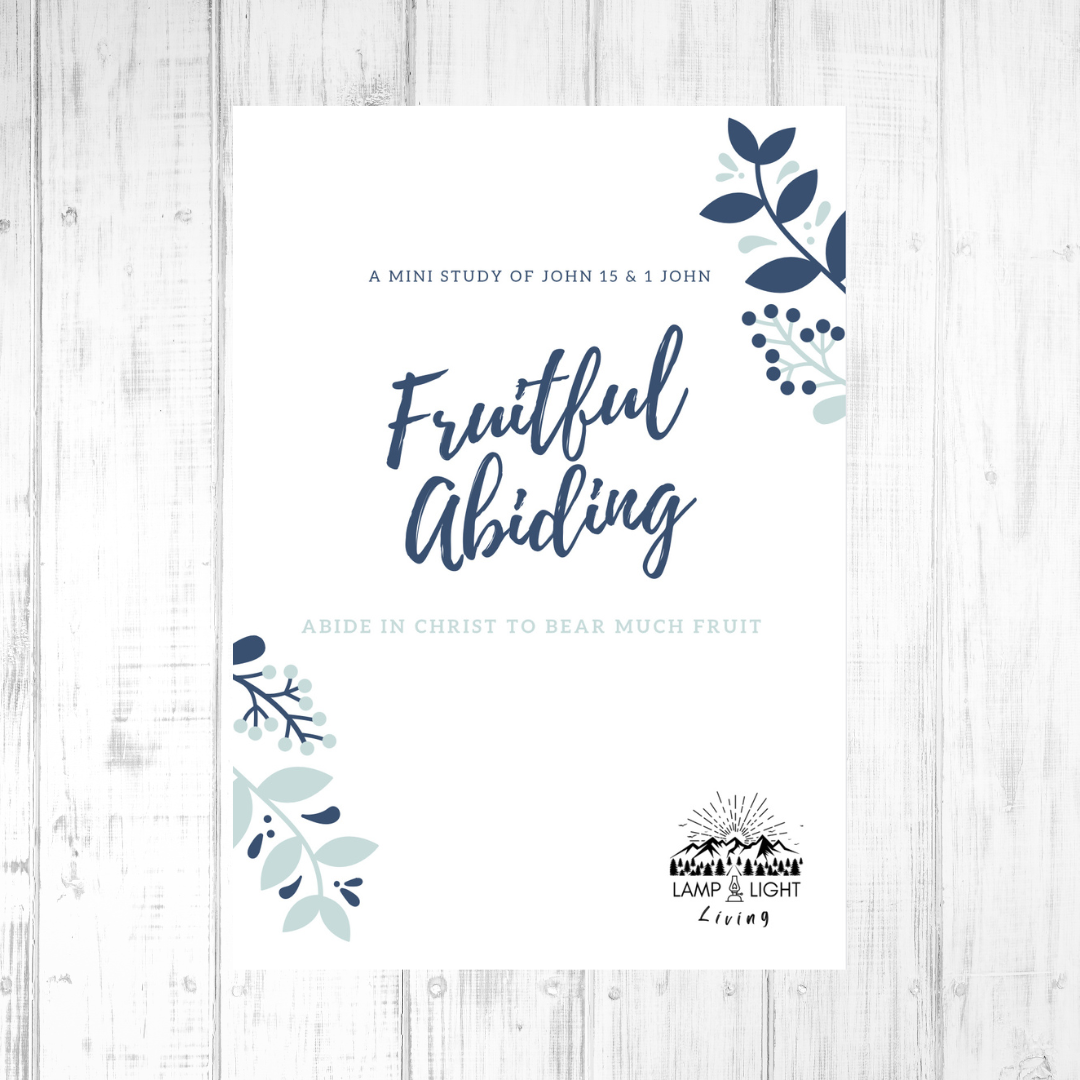 A MINI STUDY OF JOHN 15 & 1 JOHN
Fruitful
Abiding
ABIDE IN CHRIST TO BEAR MUCH FRUIT
LAMP LIGHT
Living